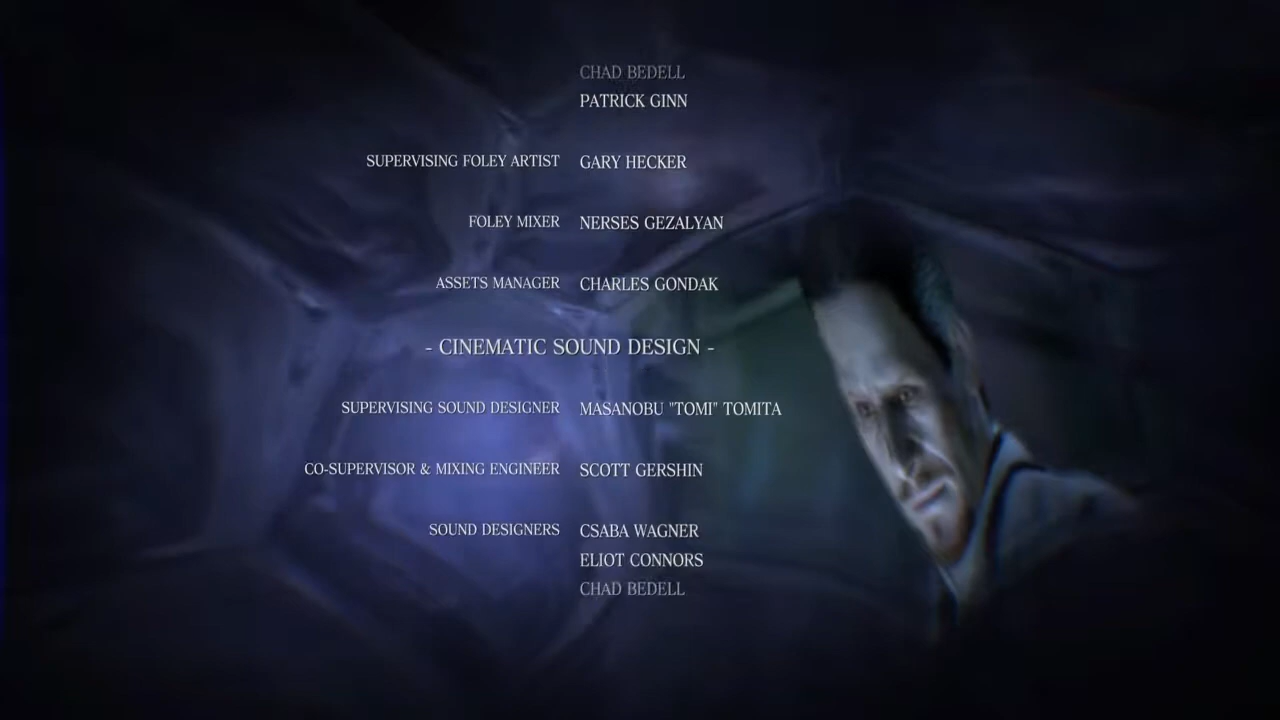 CHAD BEDELL
PATRICK GINN
SUPERVISING FOLEY ARTIST GARY HECKER
FOLEY MIXER NERSES GEZALYAN
ASSETS MANAGER CHARLES GONDAK
- CINEMATIC SOUND DESIGN -
SUPERVISING SOUND DESIGNER MASANOBU "TOMI" TOMITA
CO-SUPERVISOR & MIXING ENGINEER SCOTT GERSHIN
SOUND DESIGNERS CSABA WAGNER
ELIOT CONNORS
CHAD BEDELL